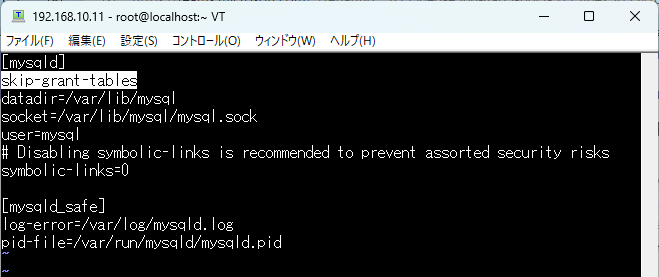 192.168.10.11 - root@localhost:~ VT
ファイル(F) 編集(E) 設定(S) コントロール(O) ウィンドウ(W) ヘルプ(H)
[mysqld]
skip-grant-tables
datadir=/var/lib/mysql
socket=/var/lib/mysql/mysql.sock
user=mysql
# Disabling symbolic-links is recommended to prevent assorted security risks
symbolic-links=0
[mysqld_safe]
log-error=/var/log/mysqld.log
pid-file=/var/run/mysqld/mysqld.pid
~
~